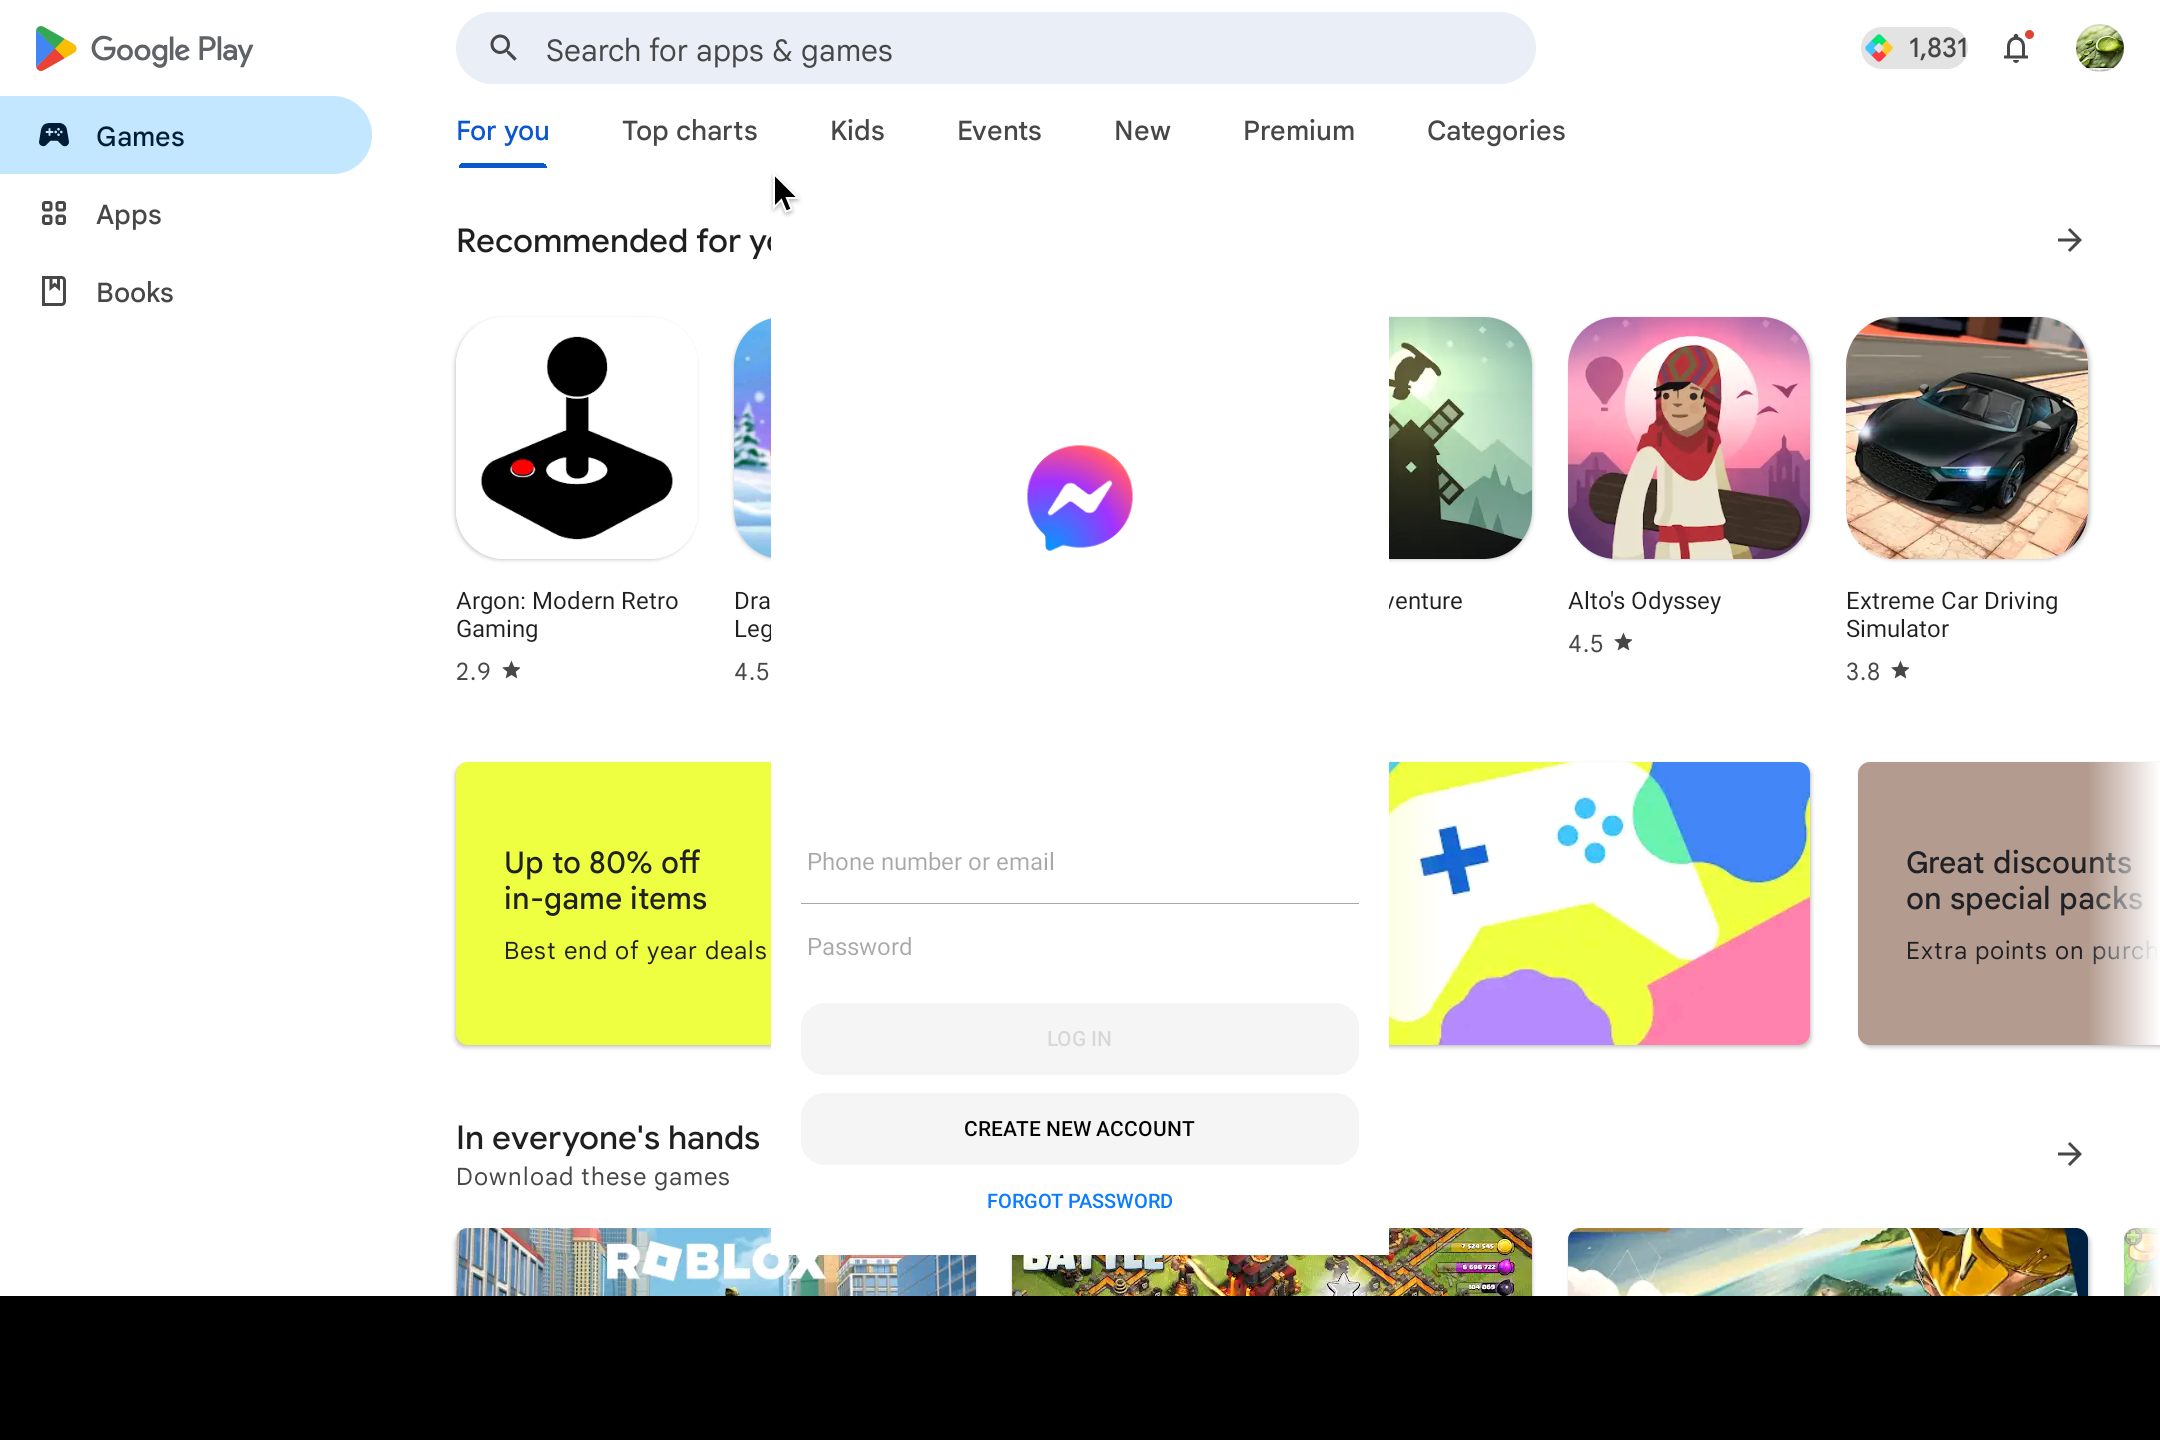 Google Play
Search for apps & games
1,831
Games
Apps
Books
For you
Top charts
Kids
Events
New
Premium
Categories
Recommended for
Argon: Modern Retro
Gaming
2.9
4.5
Alto's Odyssey
4.5
Extreme Car Driving
Simulator
3.8
Up to 80% off
in-game items
Best end of year deals
Phone number or email
Password
LOG IN
CREATE NEW ACCOUNT
FORGOT PASSWORD
Great discounts
on special packs
Extra points on
In everyone's hands
Download these games
ROBLOX
BATTLE